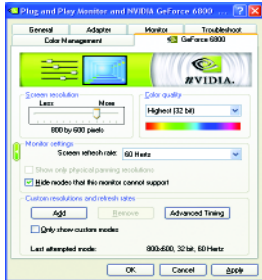 Plug and Play Monitor and NVIDIA GeForce 6800 ...
General
Adapter
Monitor
Troubleshoot
Color Management
GeForce 6800
NVIDIA.
Screen resolution
Less
More
800 by 600 pixels
Color quality
Highest (32 bit)
Monitor settings
Screen refresh rate:
60 Hertz
Show only physical panning resolutions
Hide modes that this monitor cannot support
Custom resolutions and refresh rates
Add
Remove
Advanced Timing
Only show custom modes
Last attempted mode:
800x600, 32 bit, 60 Hertz
OK
Cancel
Apply